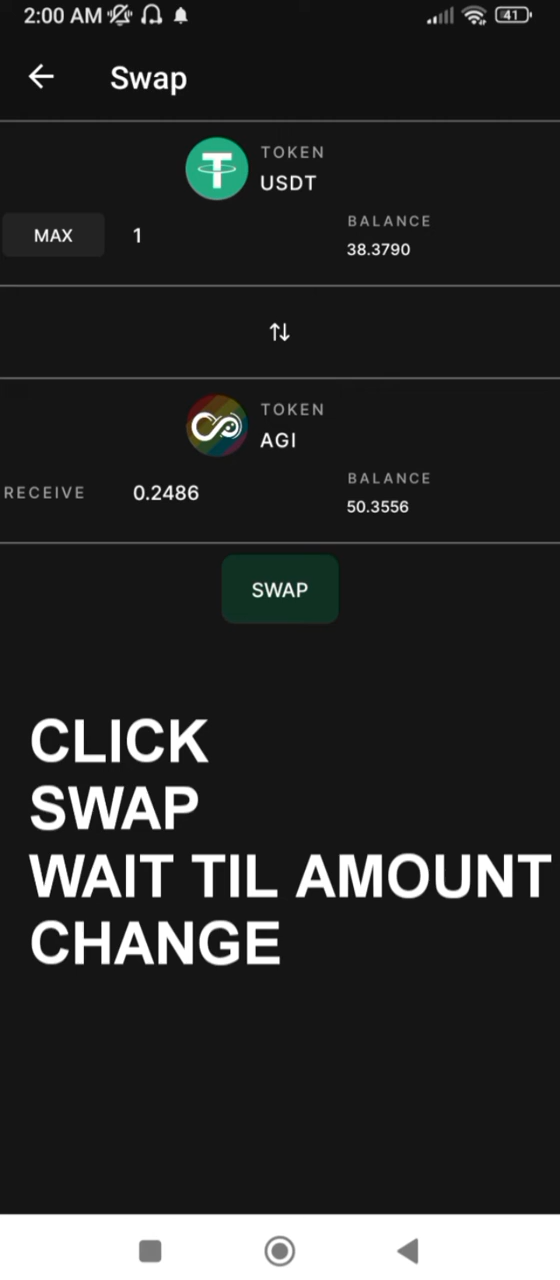 2:00 AM 41
Swap
TOKEN
USDT
BALANCE
MAX 1 38.3790
TOKEN
AGI
BALANCE
RECEIVE 0.2486 50.3556
SWAP
CLICK
SWAP
WAIT TIL AMOUNT
CHANGE